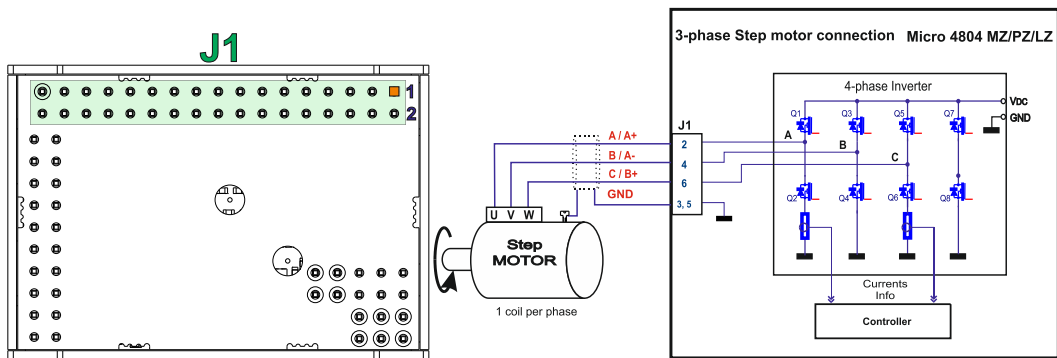 J1
1
2
3-phase Step motor connection Micro 4804 MZ/PZ/LZ
4-phase Inverter
Q1
Q3
Q5
Q7
VDC
GND
J1
A / A+
2
A
B / A-
4
B
C / B+
6
C
GND
3, 5
Q2
Q4
Q6
Q8
U V W
Step
MOTOR
1 coil per phase
Currents
Info
Controller